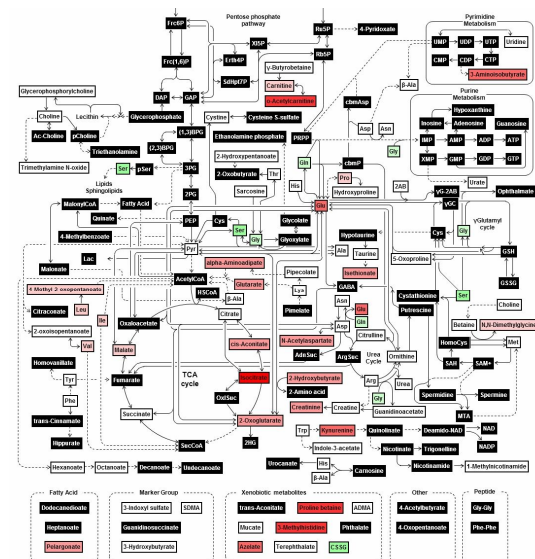 Frc6P
Pentose phosphate
pathway
Ru5P
4-Pyridoxate
Pyrimidine
Metabolism
Xl5P
Rb5P
UMP
UDP
UTP
Uridine
Frc(1,6)P
Erth4P
γ-Butyrobetaine
CMP
CDP
CTP
SdHpt7P
Carnitine
3-Aminoisobutyrate
Glycerophosphorylcholine
DAP
GAP
o-Acetylcarnitine
β-Ala
Purine
Metabolism
Lecithin
Glycerophosphate
Cystine
Cysteine S-sulfate
cbmAsp
Hypoxanthine
Choline
Inosine
Adenosine
Guanosine
Ac-Choline
pCholine
(1,3)BPG
Ethanolamine phosphate
PRPP
Asp
Asn
IMP
AMP
ADP
ATP
Triethanolamine
(2,3)BPG
2-Hydroxypentanoate
Gly
XMP
GMP
GDP
GTP
Trimethylamine N-oxide
3PG
2-Oxobutyrate
Thr
Gln
cbmP
Ser
pSer
Pro
Urate
Lipids
Sphingolipids
Sarcosine
His
Hydroxyproline
2AB
γG-2AB
Ophthalmate
MalonylCoA
Fatty Acid
2PG
Glu
γGC
Quinate
PEP
Cys
Glycolate
γGlutamyl
cycle
4-Methylbenzoate
Ser
Gly
Glyoxylate
Hypotaurine
Cys
Gly
Lac
Pyr
Ala
Taurine
5-Oxoproline
GSH
Malonate
alpha-Aminoadipate
Isethionate
GSSG
AcetylCoA
Glutarate
Pipecolate
4-Methyl-2-oxopentanoate
HSCoA
Lys
GABA
Cystathionine
Ser
Leu
β-Ala
Pimelate
Asn
Glu
Putrescine
Choline
Citraconate
Ile
Citrate
Gln
Oxaloacetate
Asp
Citrulline
Betaine
N,N-Dimethylglycine
2-oxoisopentanoate
Val
Malate
cis-Aconitate
N-Acetylaspartate
HomoCys
Met
AdeSuc
ArgSuc
Urea
Cycle
Ornithine
SAH
SAM+
Homovanillate
TCA
cycle
Isocitrate
2-Hydroxybutyrate
Arg
Urea
Tyr
Fumarate
2-Amino acid
Gly
Spermidine
Spermine
OxlSuc
Creatinine
Creatine
Guanidinoacetate
MTA
Phe
Succinate
trans-Cinnamate
2-Oxoglutarate
Trp
Kynurenine
Quinolinate
Deamido-NAD
NAD
Hippurate
SucCoA
2HG
Indole-3-acetate
Nicotinate
Trigonelline
NADP
Hexanoate
Octanoate
Decanoate
Undecanoate
Urocanate
His
Carnosine
Nicotinamide
1-Methylnicotinamide
β-Ala
Fatty Acid
Marker Group
Xenobiotic metabolites
Other
Peptide
Dodecanedioate
3-Indoxyl sulfate
SDMA
trans-Aconitate
Proline betaine
ADMA
4-Acetylbutyrate
Gly-Gly
Heptanoate
Guanidinosuccinate
Mucate
3-Methylhistidine
Phthalate
4-Oxopentanoate
Phe-Phe
Pelargonate
3-Hydroxybutyrate
Azelate
Terephthalate
CSSG